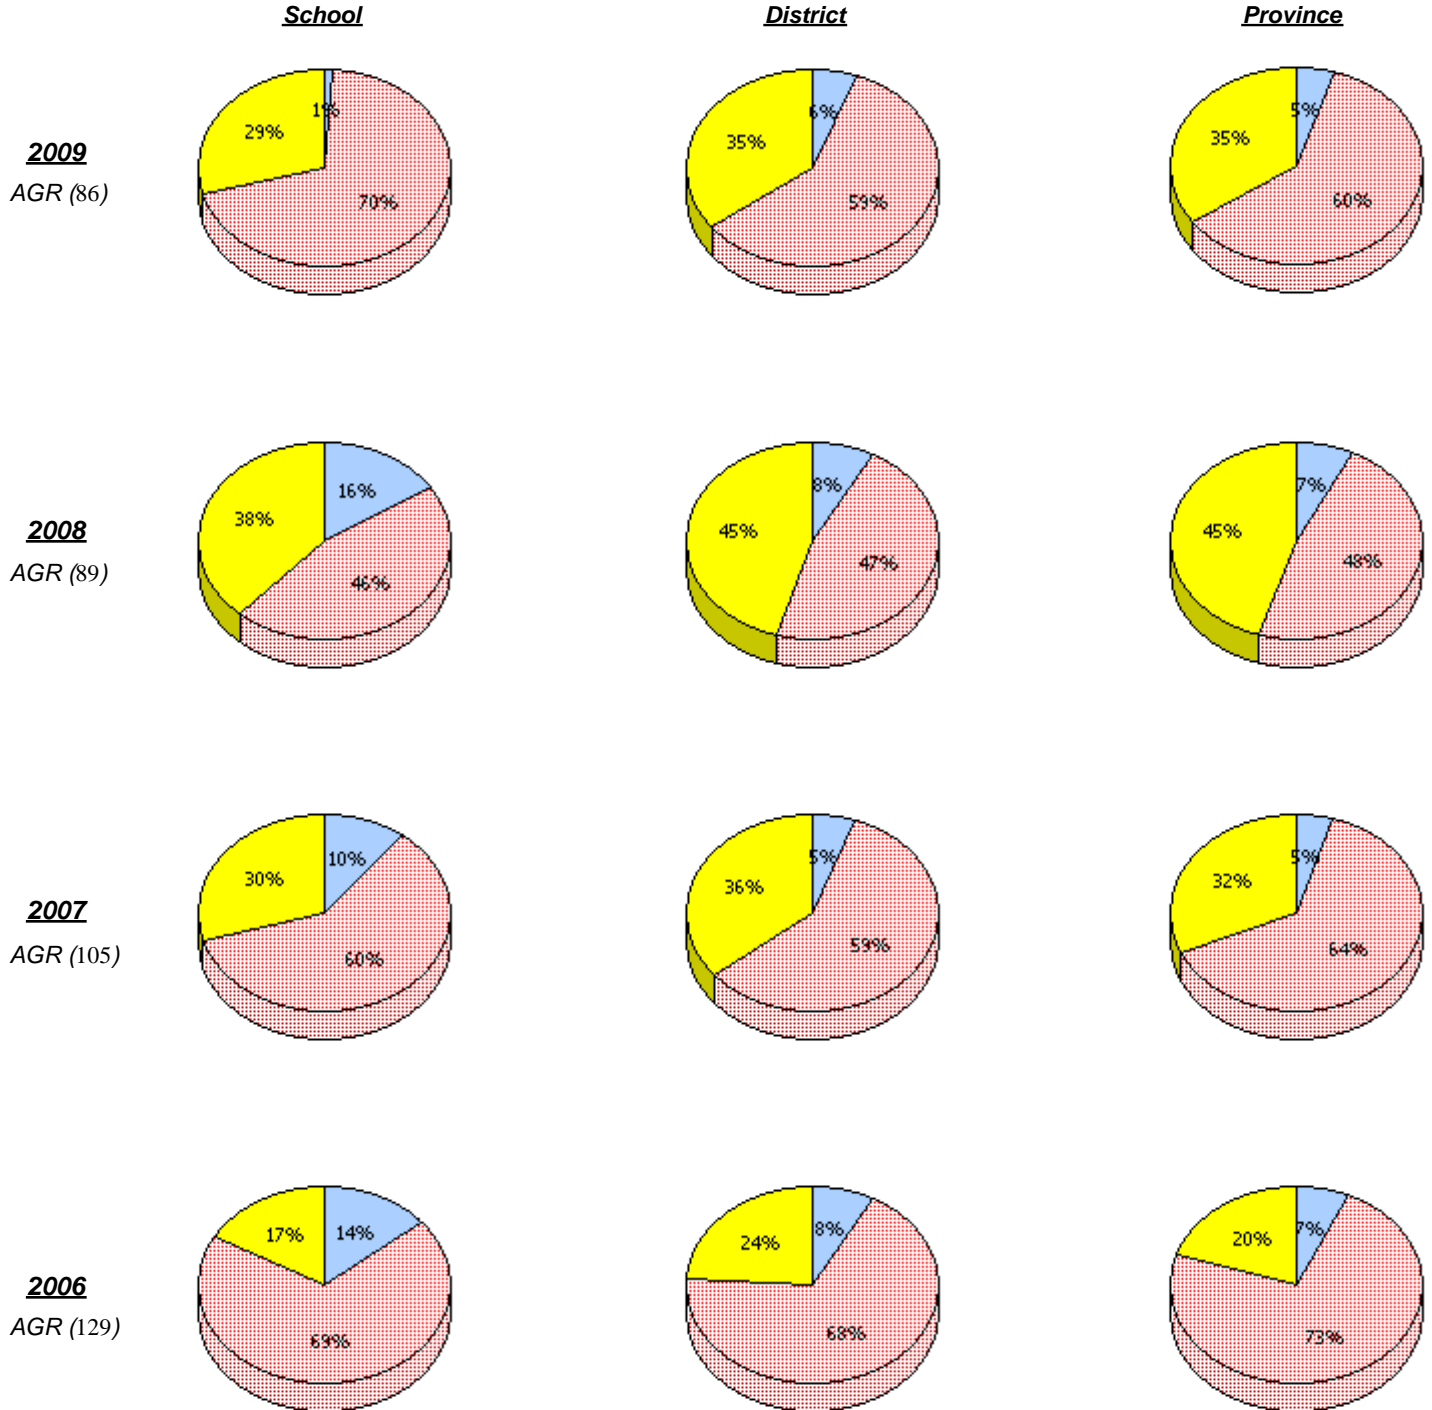 School District Province
1% 6% 5%
29% 35% 35%
2009
AGR (86)
70% 59% 60%
16% 8% 7%
38% 45% 45%
2008
AGR (89)
46% 47% 48%
10% 5% 5%
30% 36% 32%
2007
AGR (105)
60% 59% 64%
17% 14% 24% 8% 20% 7%
2006
AGR (129)
69% 68% 73%